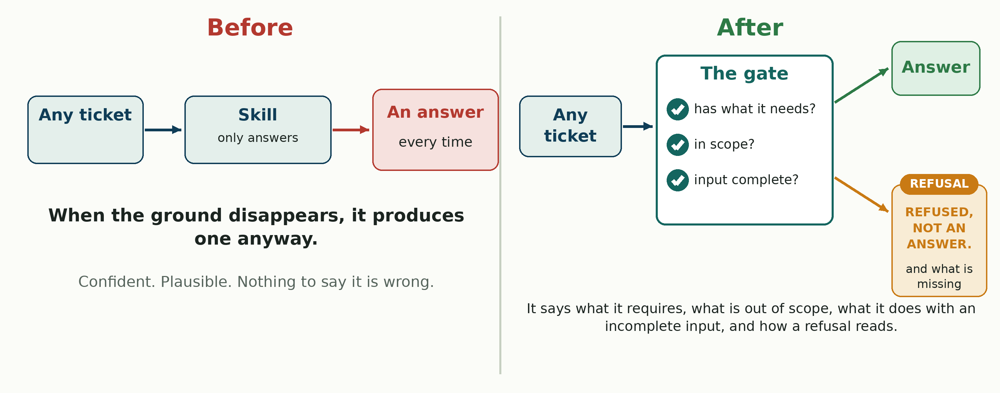 Before
Any ticket
Skill
only answers
An answer
every time
When the ground disappears, it produces
one anyway.
Confident. Plausible. Nothing to say it is wrong.
After
Any
ticket
The gate
has what it needs?
in scope?
input complete?
Answer
REFUSAL
REFUSED,
NOT AN
ANSWER.
and what is
missing
It says what it requires, what is out of scope, what it does with an
incomplete input, and how a refusal reads.